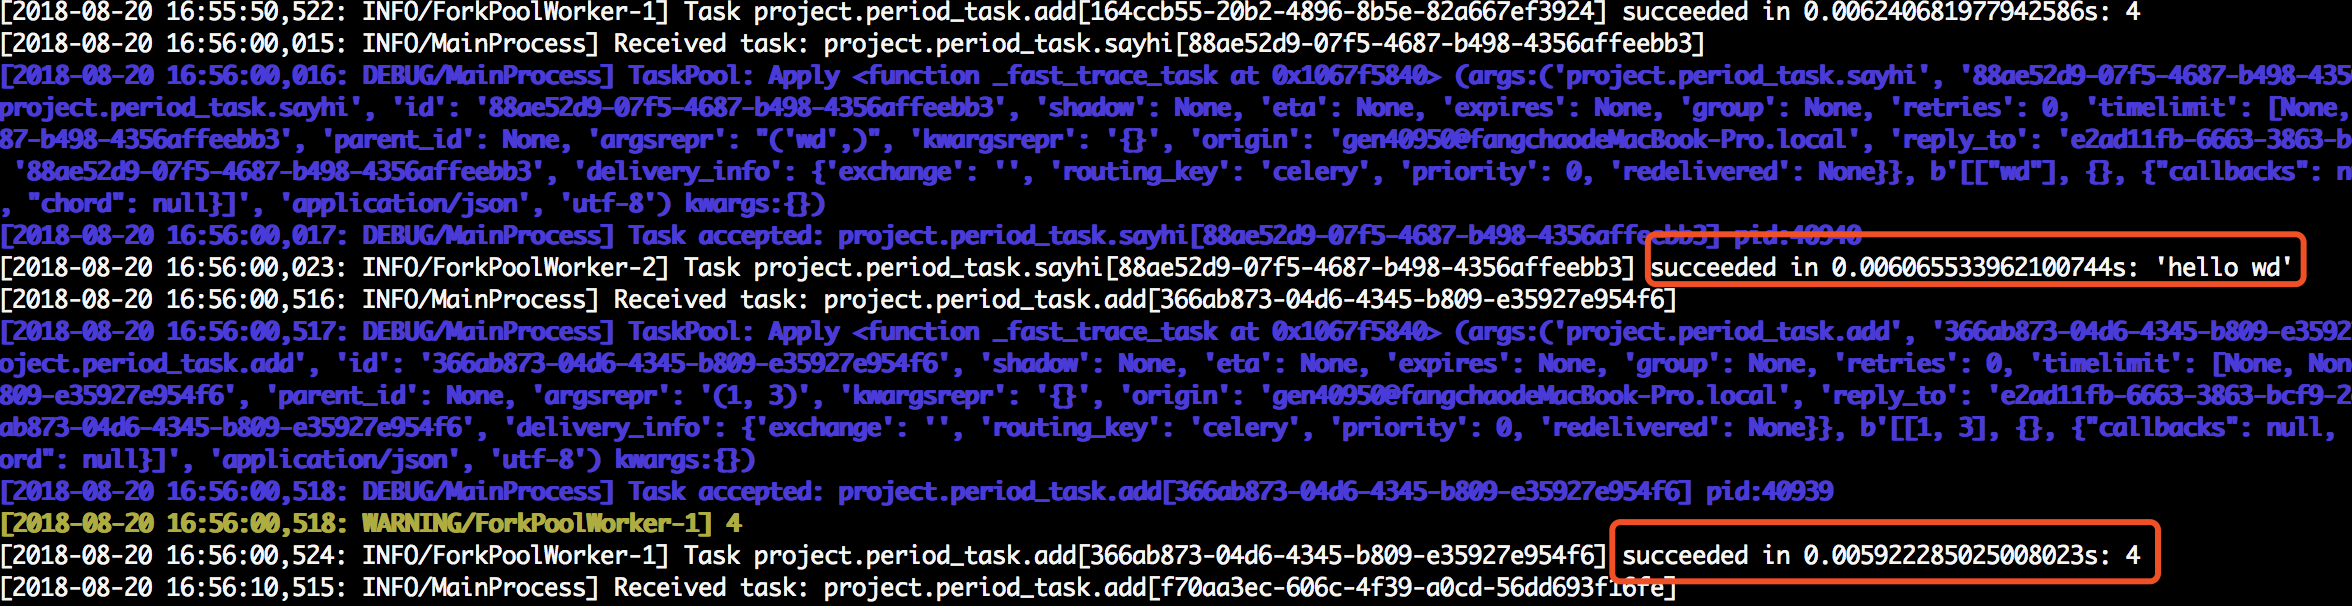 [2018-08-20 16:55:50,522: INFO/ForkPoolWorker-1] Task project.period_task.add[164ccb55-20b2-4896-8b5e-82a667ef3924] succeeded in 0.006240681977942586s: 4
[2018-08-20 16:56:00,015: INFO/MainProcess] Received task: project.period_task.sayhi[88ae52d9-07f5-4687-b498-4356affeebb3]
[2018-08-20 16:56:00,016: DEBUG/MainProcess] TaskPool: Apply <function _fast_trace_task at 0x1067f5840> (args:('project.period_task.sayhi', '88ae52d9-07f5-4687-b498-435
project.period_task.sayhi', 'id': '88ae52d9-07f5-4687-b498-4356affeebb3', 'shadow': None, 'eta': None, 'expires': None, 'group': None, 'retries': 0, 'timelimit': [None,
87-b498-4356affeebb3', 'parent_id': None, 'argsrepr': "('wd',)", 'kwargsrepr': '{}', 'origin': 'gen40950@fangchaodeMacBook-Pro.local', 'reply_to': 'e2ad11fb-6663-3863-b
'88ae52d9-07f5-4687-b498-4356affeebb3', 'delivery_info': {'exchange': '', 'routing_key': 'celery', 'priority': 0, 'redelivered': None}}, b'[["wd"], {}, {"callbacks": n
, "chord": null}]', 'application/json', 'utf-8') kwargs:{})
[2018-08-20 16:56:00,017: DEBUG/MainProcess] Task accepted: project.period_task.sayhi[88ae52d9-07f5-4687-b498-4356affeebb3] pid:40940
[2018-08-20 16:56:00,023: INFO/ForkPoolWorker-2] Task project.period_task.sayhi[88ae52d9-07f5-4687-b498-4356affeebb3] succeeded in 0.006065533962100744s: 'hello wd'
[2018-08-20 16:56:00,516: INFO/MainProcess] Received task: project.period_task.add[366ab873-04d6-4345-b809-e35927e954f6]
[2018-08-20 16:56:00,517: DEBUG/MainProcess] TaskPool: Apply <function _fast_trace_task at 0x1067f5840> (args:('project.period_task.add', '366ab873-04d6-4345-b809-e3592
oject.period_task.add', 'id': '366ab873-04d6-4345-b809-e35927e954f6', 'shadow': None, 'eta': None, 'expires': None, 'group': None, 'retries': 0, 'timelimit': [None, Non
809-e35927e954f6', 'parent_id': None, 'argsrepr': '(1, 3)', 'kwargsrepr': '{}', 'origin': 'gen40950@fangchaodeMacBook-Pro.local', 'reply_to': 'e2ad11fb-6663-3863-bcf9-2
ab873-04d6-4345-b809-e35927e954f6', 'delivery_info': {'exchange': '', 'routing_key': 'celery', 'priority': 0, 'redelivered': None}}, b'[[1, 3], {}, {"callbacks": null,
ord": null}]', 'application/json', 'utf-8') kwargs:{})
[2018-08-20 16:56:00,518: DEBUG/MainProcess] Task accepted: project.period_task.add[366ab873-04d6-4345-b809-e35927e954f6] pid:40939
[2018-08-20 16:56:00,518: WARNING/ForkPoolWorker-1] 4
[2018-08-20 16:56:00,524: INFO/ForkPoolWorker-1] Task project.period_task.add[366ab873-04d6-4345-b809-e35927e954f6] succeeded in 0.005922285025008023s: 4
[2018-08-20 16:56:10,515: INFO/MainProcess] Received task: project.period_task.add[f70aa3ec-606c-4f39-a0cd-56dd693f16fe]